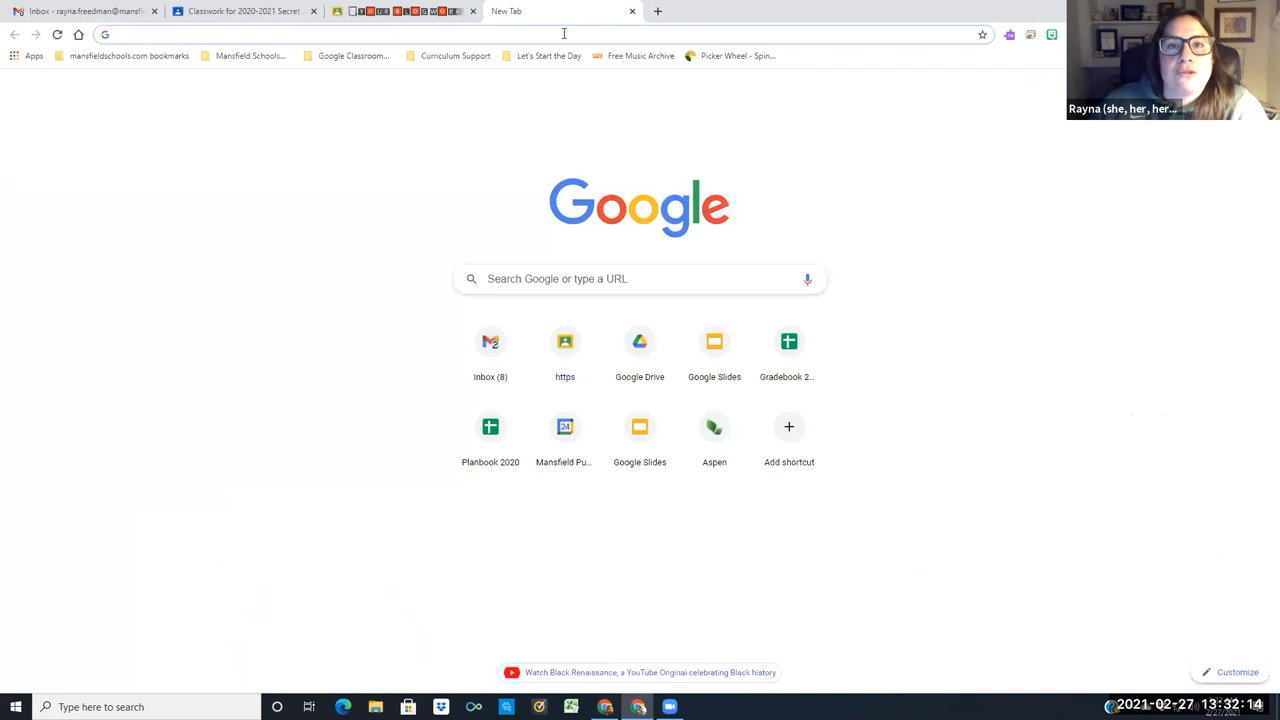 Inbox - rayna.freedman@mansfi
Classwork for 2020-2021 Secret
YOUR BLOG WORK
New Tab
Apps
mansfieldschools.com bookmarks
Mansfield Schools...
Google Classroom...
Curriculum Support
Let's Start the Day
Free Music Archive
Picker Wheel - Spin...
Rayna (she, her, her...
Google
Search Google or type a URL
Inbox (8)
https
Google Drive
Google Slides
Gradebook 2...
24
Planbook 2020
Mansfield Pu...
Google Slides
Aspen
Add shortcut
Watch Black Renaissance, a YouTube Original celebrating Black history
Customize
Type here to search
2021-02-27 13:32:14